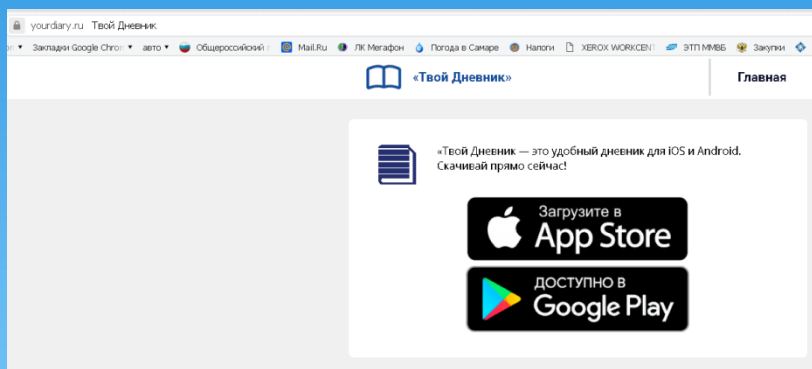 yourdiary.ru Твой Дневник
Закладки Google Chron авто Общероссийский Mail.Ru ЛК Мегафон Погода в Самаре Налоги XEROX WORKCENT ЭТП ММВБ Закупки
«Твой Дневник»
Главная
«Твой Дневник — это удобный дневник для iOS и Android.
Скачивай прямо сейчас!
Загрузите в
App Store
ДОСТУПНО В
Google Play